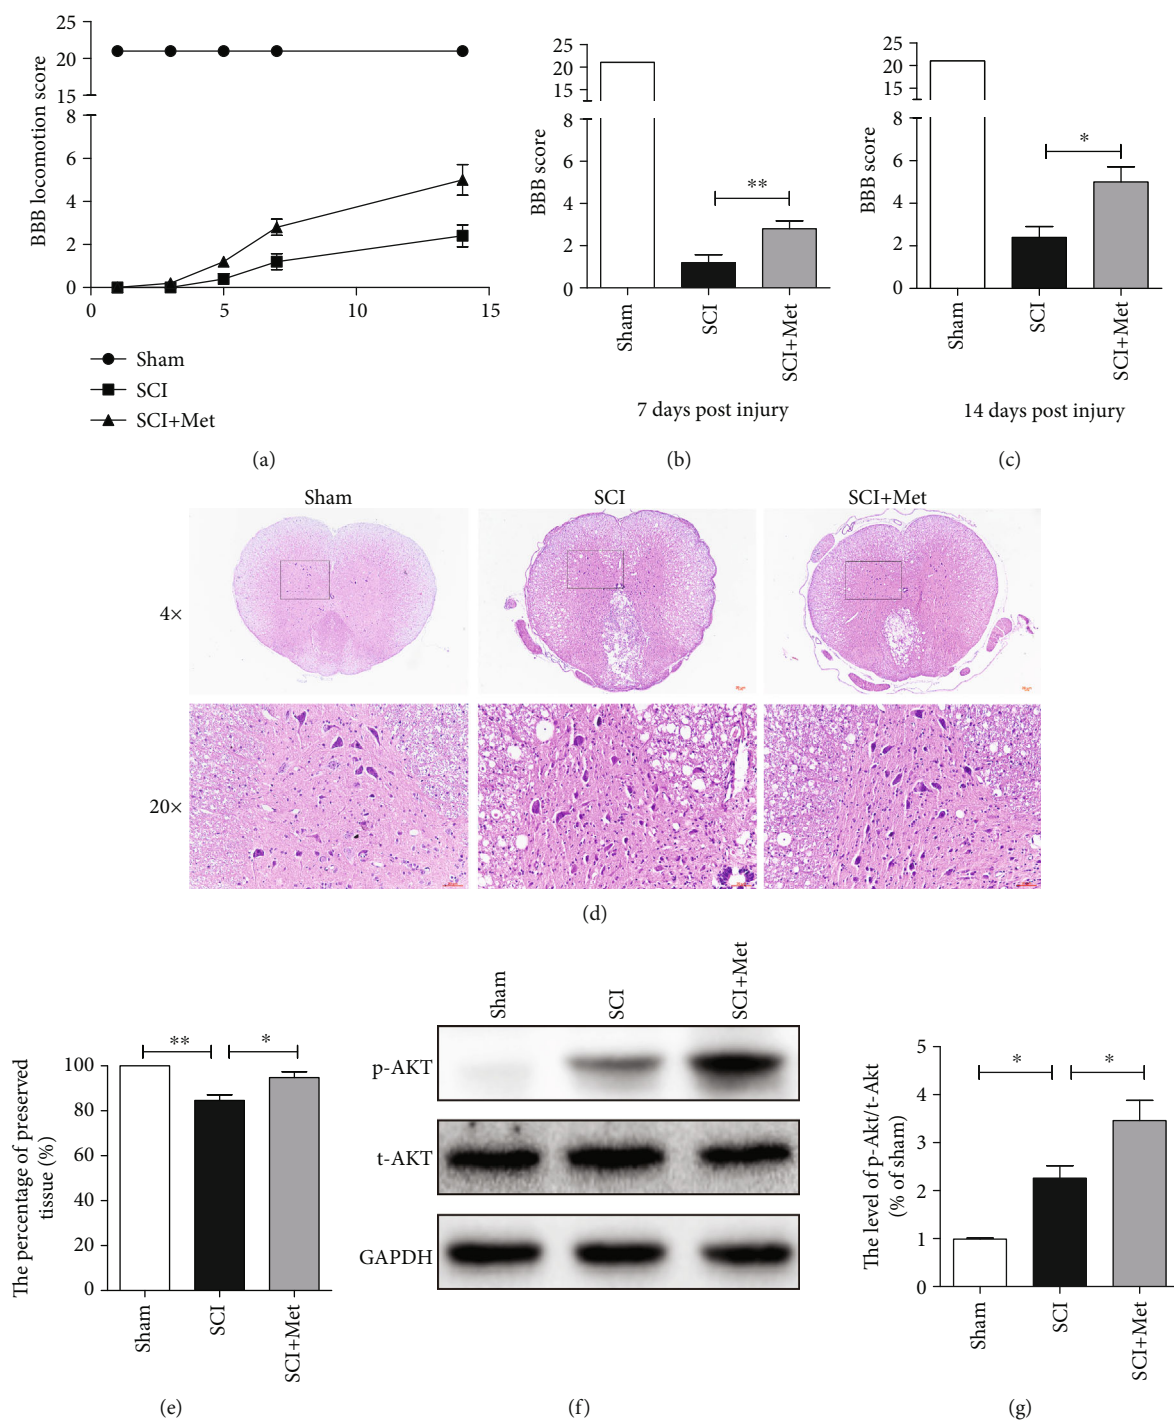 25
20
15
8
6
4
2
0
BBB locomotion score
0
5
10
15
Sham
SCI
SCI+Met
(a)
25
20
15
8
6
4
2
0
BBB score
**
Sham
SCI
SCI+Met
7 days post injury
(b)
25
20
15
8
6
4
2
0
BBB score
*
Sham
SCI
SCI+Met
14 days post injury
(c)
Sham
SCI
SCI+Met
4×
20×
(d)
The percentage of preserved
tissue (%)
100
80
100
60
40
20
0
** *
Sham
SCI
SCI+Met
(e)
Sham
SCI
SCI+Met
p-AKT
t-AKT
GAPDH
(f)
The level of p-Akt/t-Akt
(% of sham)
5
4
3
2
1
0
* *
Sham
SCI
SCI+Met
(g)